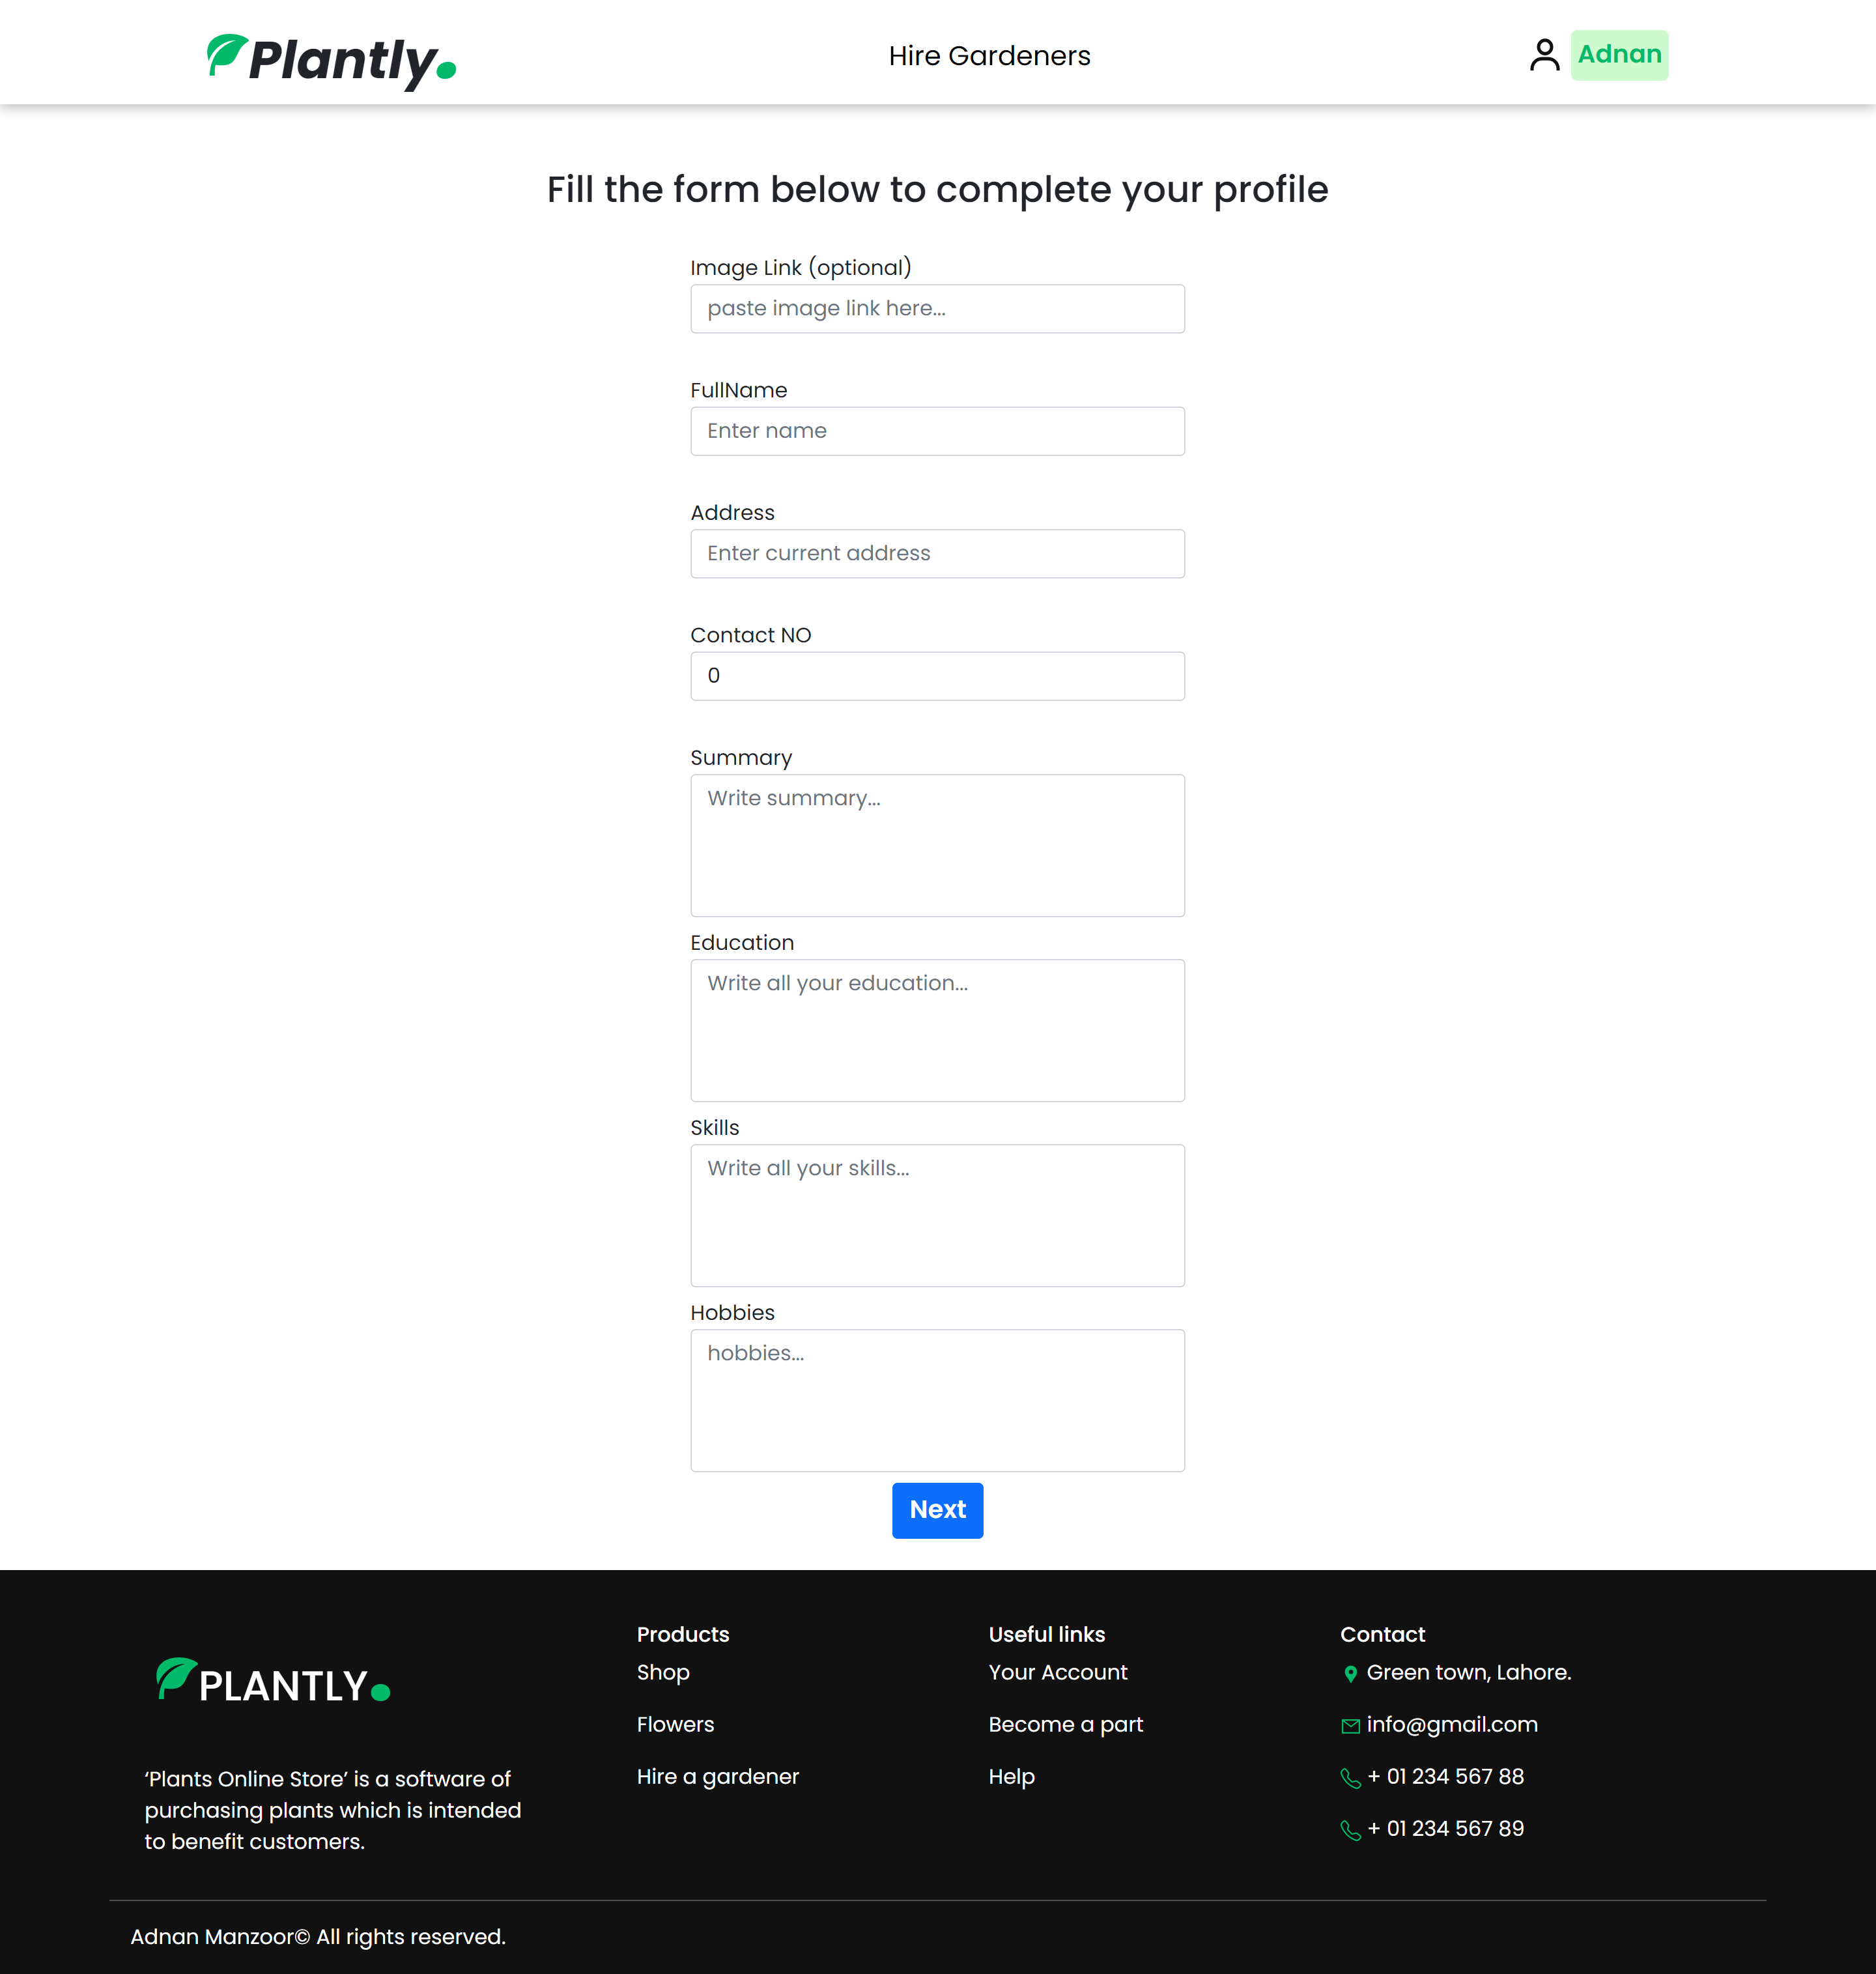 Plantly
Hire Gardeners
Adnan
Fill the form below to complete your profile
Image Link (optional)
paste image link here...
FullName
Enter name
Address
Enter current address
Contact NO
0
Summary
Write summary...
Education
Write all your education...
Skills
Write all your skills...
Hobbies
hobbies...
Next
PLANTLY
‘Plants Online Store’ is a software of
purchasing plants which is intended
to benefit customers.
Products
Shop
Flowers
Hire a gardener
Useful links
Your Account
Become a part
Help
Contact
Green town, Lahore.
info@gmail.com
+ 01 234 567 88
+ 01 234 567 89
Adnan Manzoor© All rights reserved.